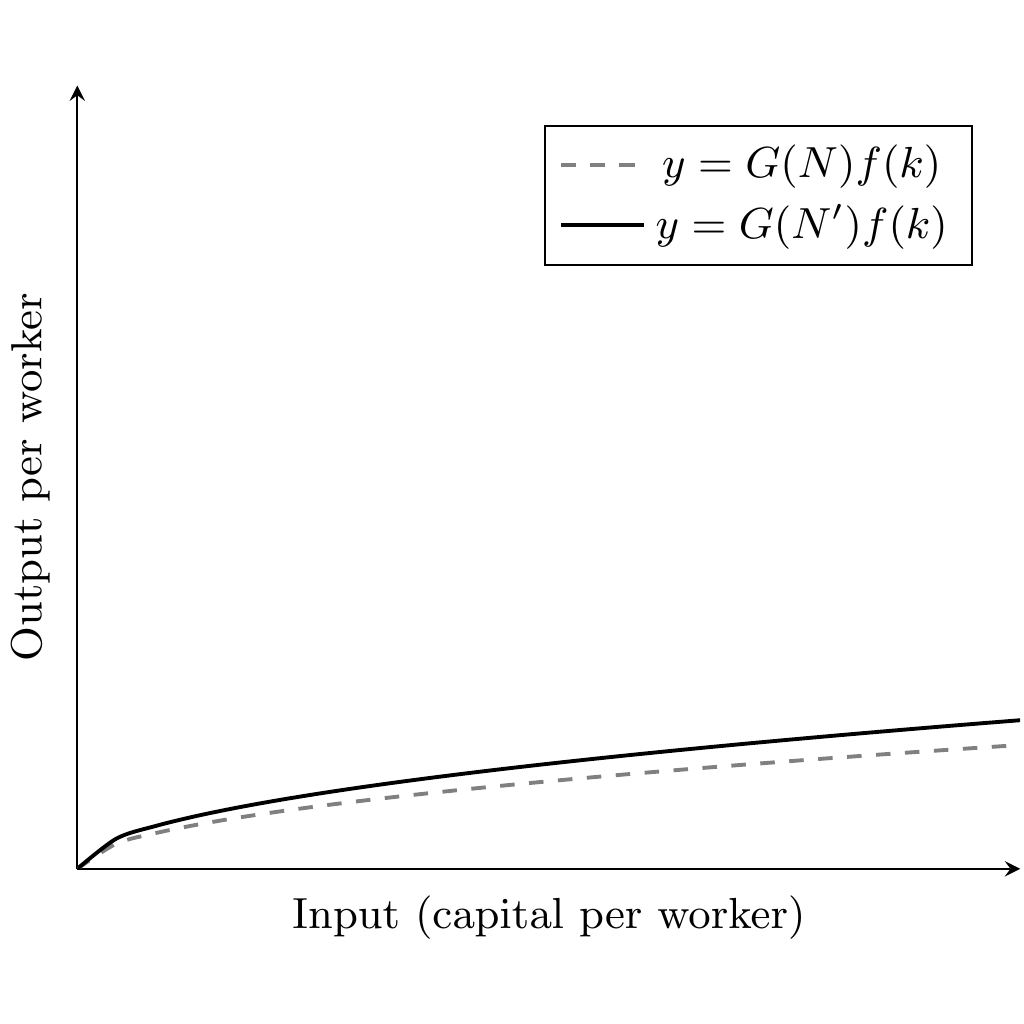 y = G(N)f(k)
y = G(N′)f(k)
Output per worker
Input (capital per worker)